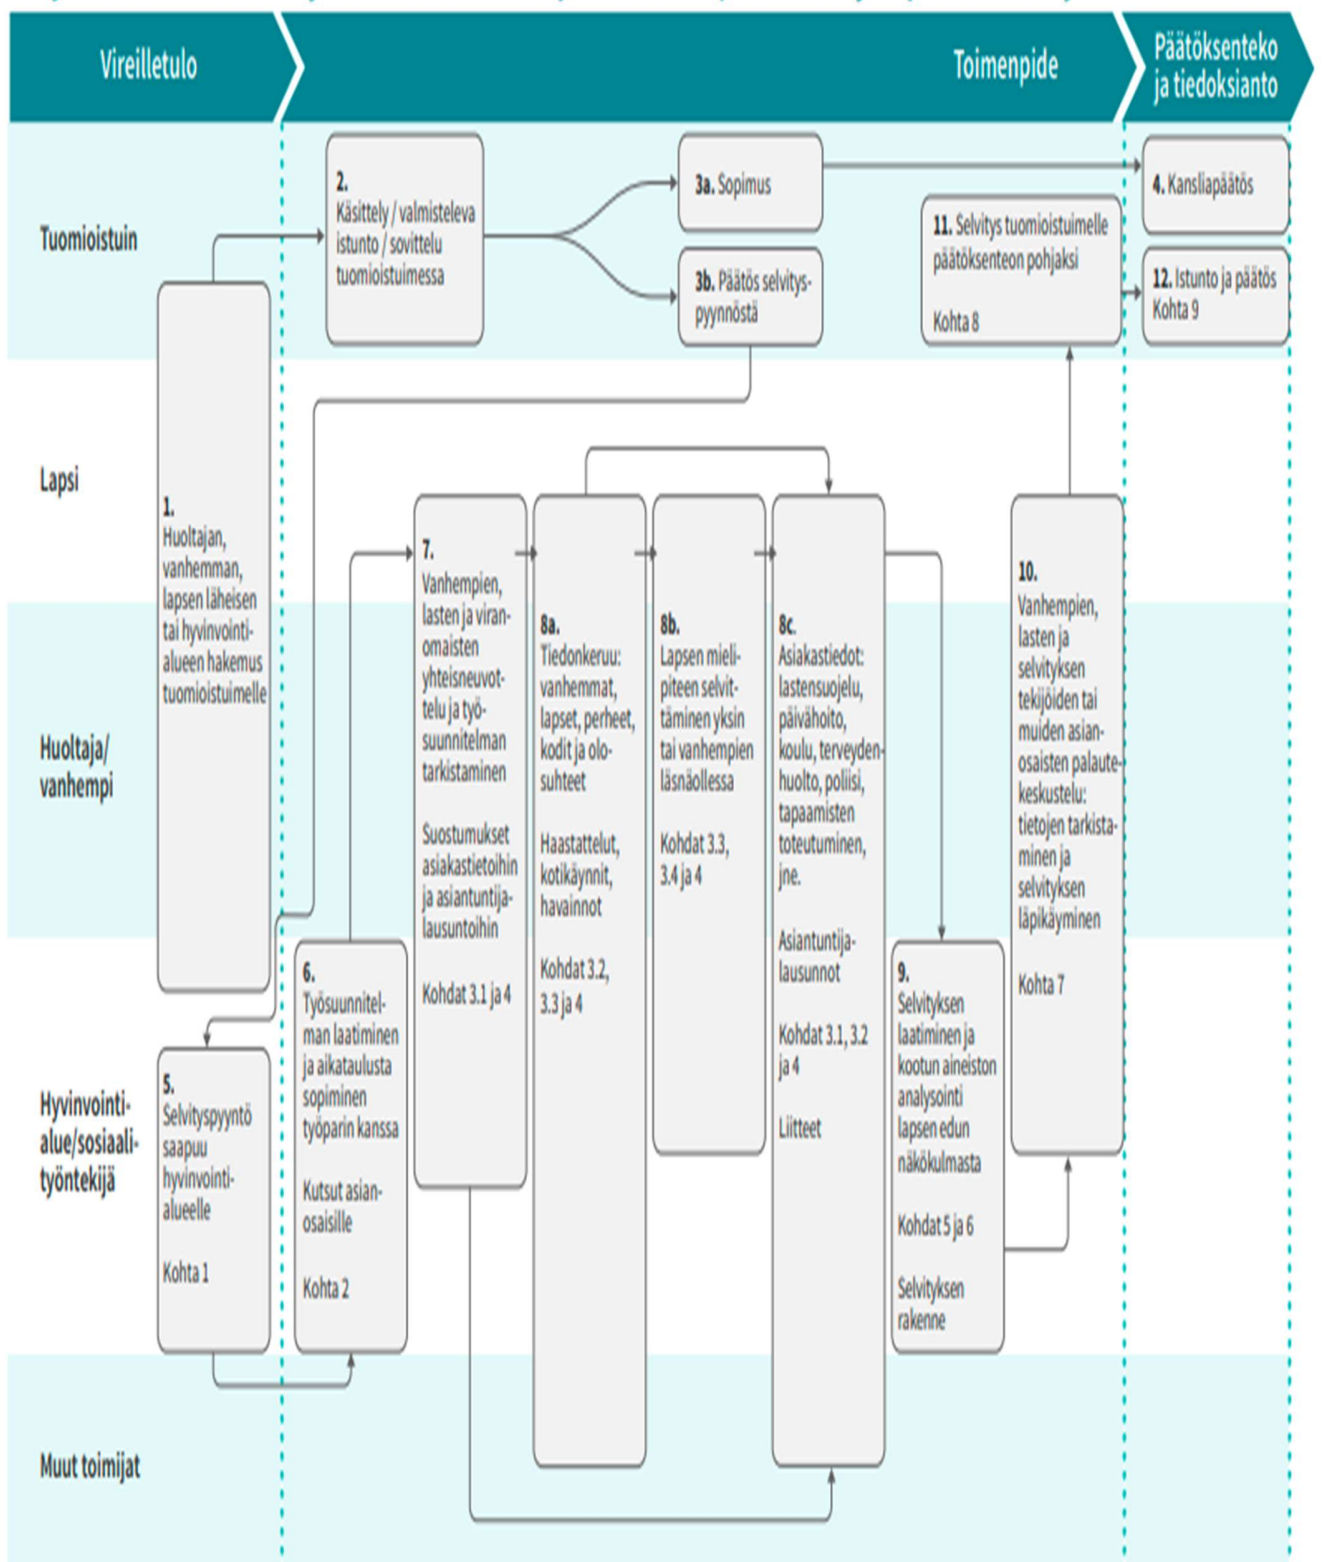 Vireilletulo
Toimenpide
Päätöksenteko
ja tiedoksianto
Tuomioistuin
2.
Käsittely / valmisteleva
istunto / sovittelu
tuomioistuimessa
3a. Sopimus
3b. Päätös selvitys-
pyynnöstä
11. Selvitys tuomioistuimelle
päätöksenteon pohjaksi
Kohta 8
4. Kansliapäätös
12. Istunto ja päätös
Kohta 9
Lapsi
Huoltaja/
vanhempi
1.
Huoltajan,
vanhemman,
lapsen läheisen
tai hyvinvointi-
alueen hakemus
tuomioistuimelle
Hyvinvointi-
alue/sosiaali-
työntekijä
5.
Selvityspyyntö
saapuu
hyvinvointi-
alueelle
Kohta 1
6.
Työsuunnitel-
man laatiminen
ja aikataulusta
sopiminen
työparin kanssa
Kutsut asian-
osaisille
Kohta 2
7.
Vanhempien,
lasten ja viran-
omaisten
yhteisneuvot-
telu ja työ-
suunnitelman
tarkistaminen
Suostumukset
asiakastietoihin
ja asiantuntija-
lausuntoihin
Kohdat 3.1 ja 4
8a.
Tiedonkeruu:
vanhemmat,
lapset, perheet,
kodit ja olo-
suhteet
Haastattelut,
kotikäynnit,
havainnot
Kohdat 3.2,
3.3 ja 4
8b.
Lapsen mieli-
piteen selvit-
täminen yksin
tai vanhempien
läsnäollessa
Kohdat 3.3,
3.4 ja 4
8c.
Asiakastiedot:
lastensuojelu,
päivähoito,
koulu, terveyden-
huolto, poliisi,
tapaamisten
toteutuminen,
jne.
Asiantuntija-
lausunnot
Kohdat 3.1, 3.2
ja 4
Liitteet
9.
Selvityksen
laatiminen ja
kootun aineiston
analysointi
lapsen edun
näkökulmasta
Kohdat 5 ja 6
Selvityksen
rakenne
10.
Vanhempien,
lasten ja
selvityksen
tekijöiden tai
muiden asian-
osaisten palaute-
keskustelu:
tietojen tarkista-
minen ja
selvityksen
läpikäyminen
Kohta 7
Muut toimijat